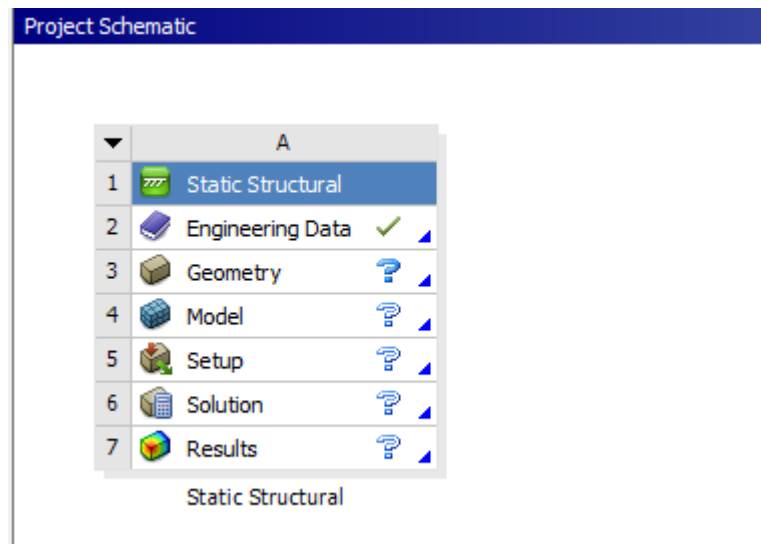 Project Schematic
A
1 Static Structural
2 Engineering Data
3 Geometry
4 Model
5 Setup
6 Solution
7 Results
Static Structural